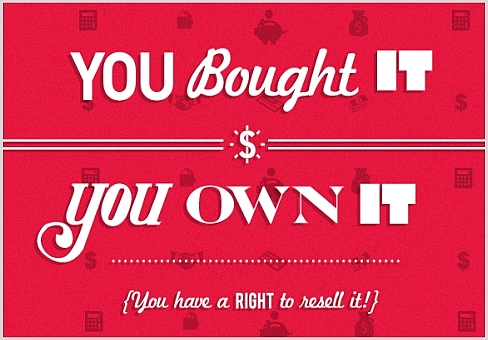 YOU Bought IT
$
you OWN IT
{You have a RIGHT to resell it!}